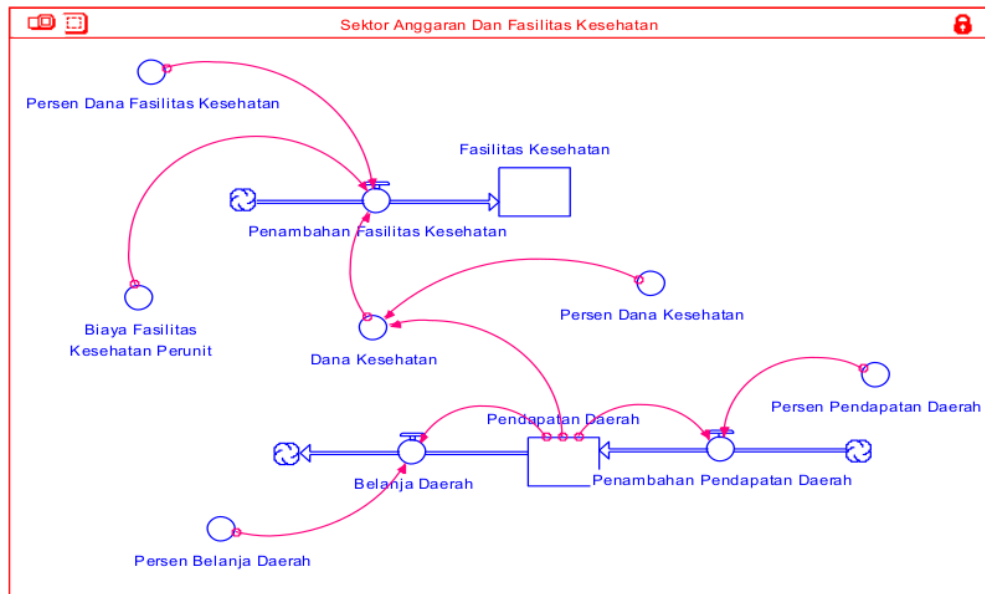 Sektor Anggaran Dan Fasilitas Kesehatan
Persen Dana Fasilitas Kesehatan
Fasilitas Kesehatan
Penambahan Fasilitas Kesehatan
Biaya Fasilitas
Kesehatan Perunit
Persen Dana Kesehatan
Dana Kesehatan
Persen Pendapatan Daerah
Pendapatan Daerah
Belanja Daerah
Penambahan Pendapatan Daerah
Persen Belanja Daerah